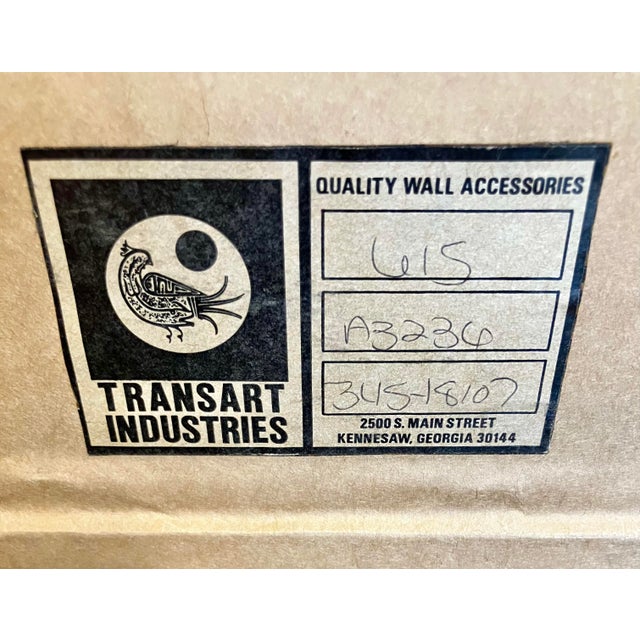 TRANSART
INDUSTRIES
QUALITY WALL ACCESSORIES
615
A3236
345-18107
2500 S. MAIN STREET
KENNESAW, GEORGIA 30144